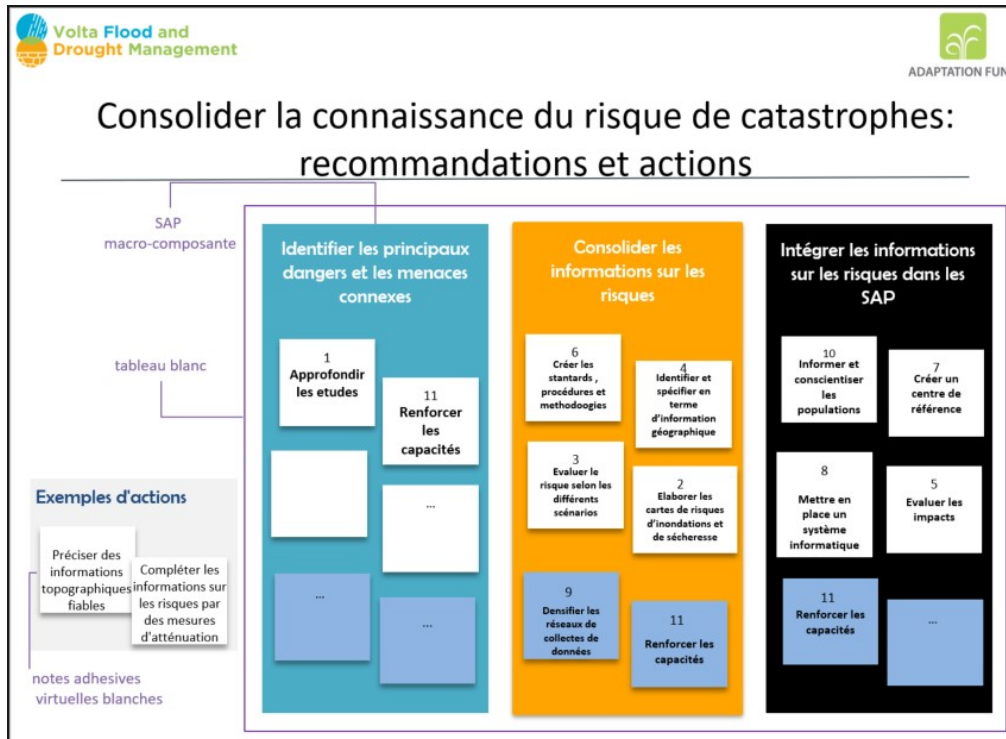 Volta Flood and
Drought Management
ADAPTATION FUN
Consolider la connaissance du risque de catastrophes:
recommandations et actions
SAP
macro-composante
tableau blanc
Exemples d'actions
Préciser des
informations
topographiques
fiables
Compléter les
informations sur
les risques par
des mesures
d'atténuation
notes adhesives
virtuelles blanches
Identifier les principaux
dangers et les menaces
connexes
1
Approfondir
les etudes
11
Renforcer
les
capacités
...
...
...
Consolider les
informations sur les
risques
6
Créer les
stantards ,
procédures et
methodoogies
4
Identifier et
spécifier en
terme
d'information
géographique
3
Evaluer le
risque selon les
différents
scénarios
2
Elaborer les
cartes de risques
d'inondations et
de sécheresse
9
Densifier les
réseaux de
collectes de
données
11
Renforcer les
capacités
Intégrer les informations
sur les risques dans les
SAP
10
Informer et
conscientiser
les
populations
7
Créer un
centre de
référence
8
Mettre en
place un
système
informatique
5
Evaluer les
impacts
11
Renforcer les
capacités
...